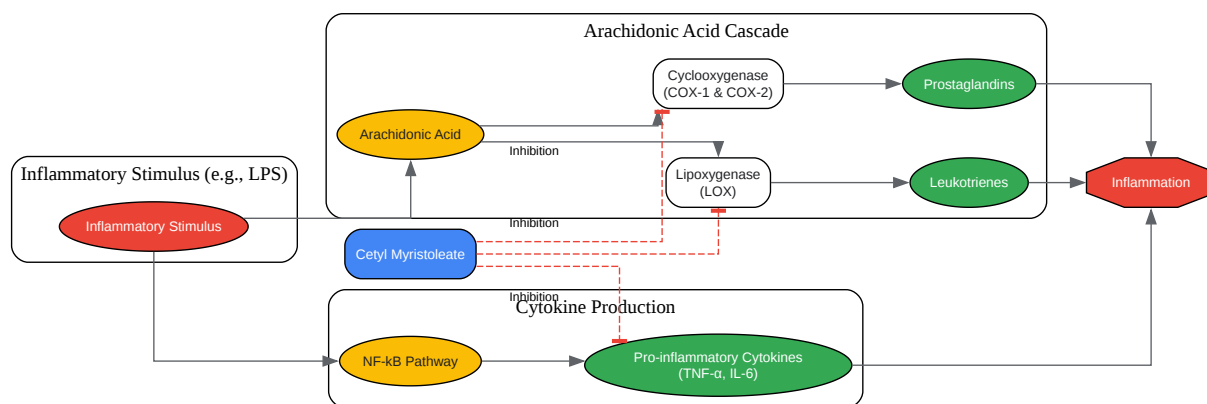 Arachidonic Acid Cascade
Cyclooxygenase
(COX-1 & COX-2)
Prostaglandins
Arachidonic Acid
Inhibition
Inflammatory Stimulus (e.g., LPS)
Lipoxygenase
(LOX)
Leukotrienes
Inflammation
Inflammatory Stimulus
Inhibition
Cetyl Myristoleate
Inhibition
Cytokine Production
NF-kB Pathway
Pro-inflammatory Cytokines
(TNF-α, IL-6)